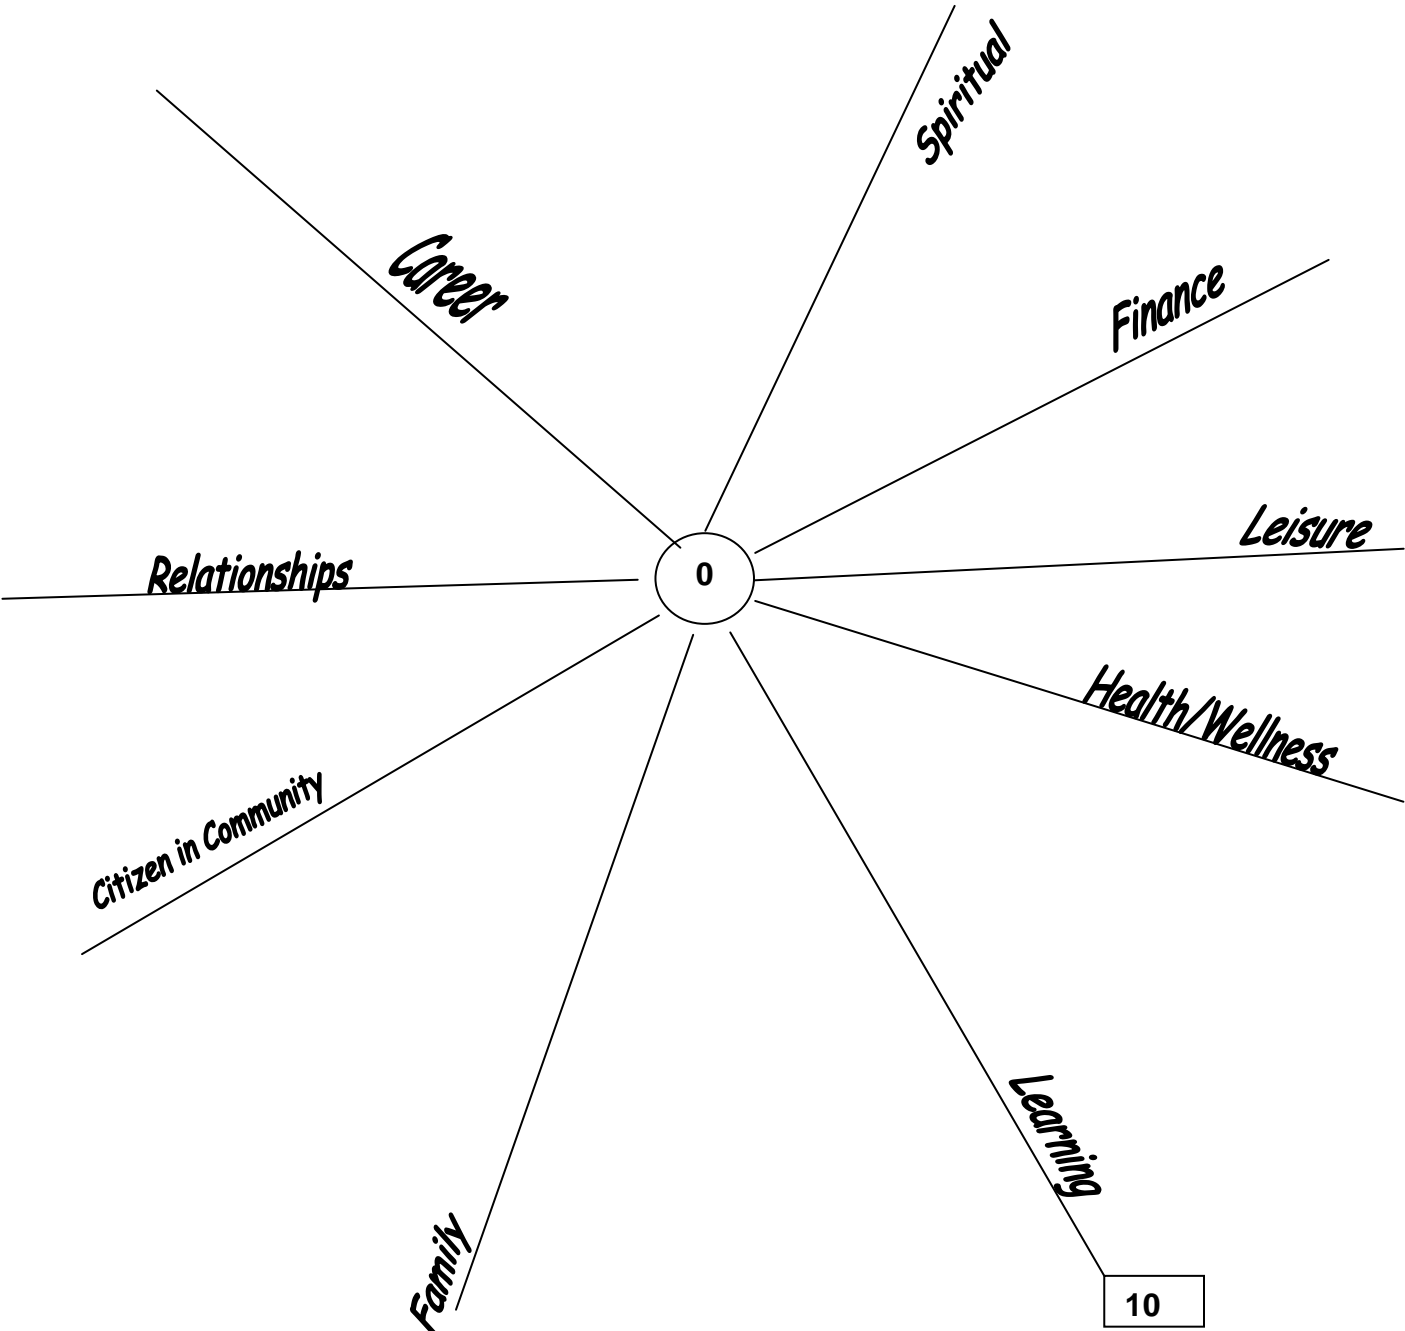 Spiritual
Career
Finance
Leisure
Relationships
0
Health/Wellness
Citizen in Community
Learning
Family
10